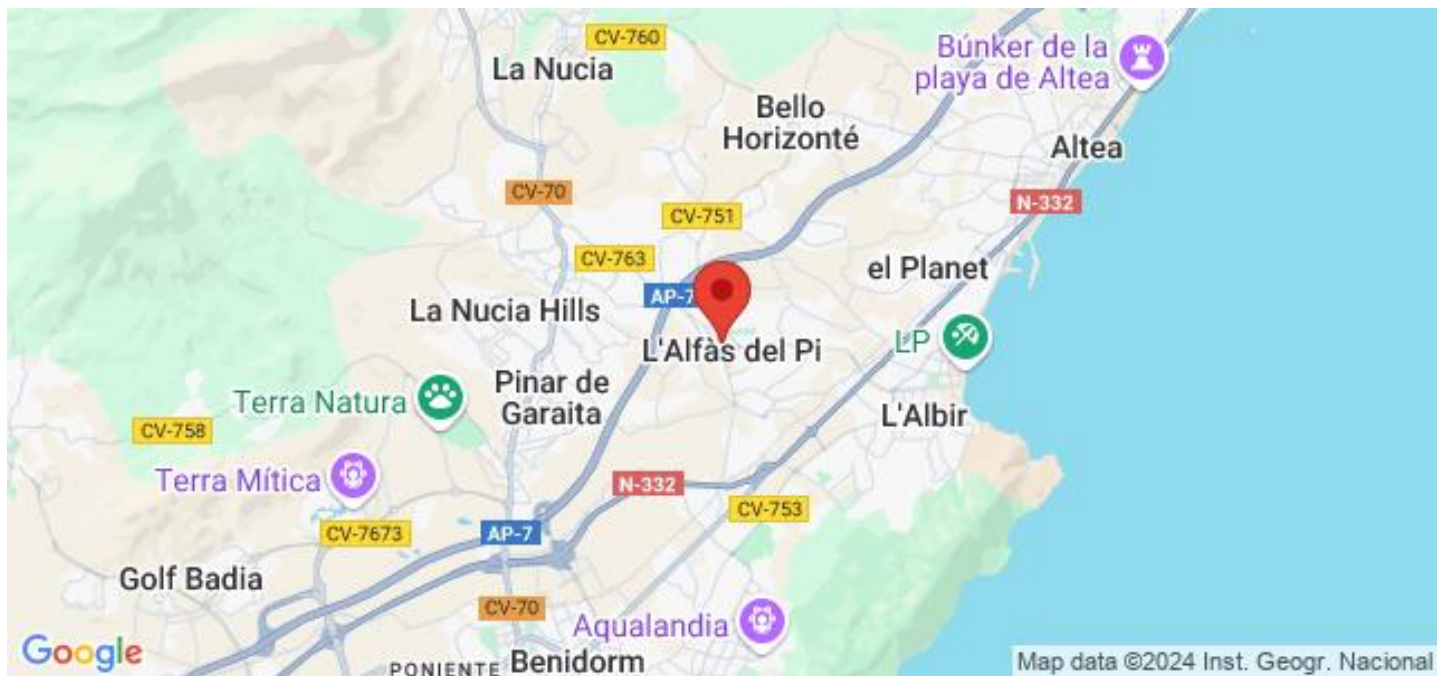 CV-760
La Nucia
Búnker de la
playa de Altea
Bello
Horizonté
Altea
CV-70
N-332
CV-751
CV-763
el Planet
AP-7
La Nucia Hills
L'Alfàs del Pi
LP
Pinar de
Garaita
Terra Natura
L'Albir
CV-758
Terra Mítica
N-332
CV-753
CV-7673
AP-7
Golf Badia
CV-70
Aqualandia
Google
PONIENTE
Benidorm
Map data ©2024 Inst. Geogr. Nacional